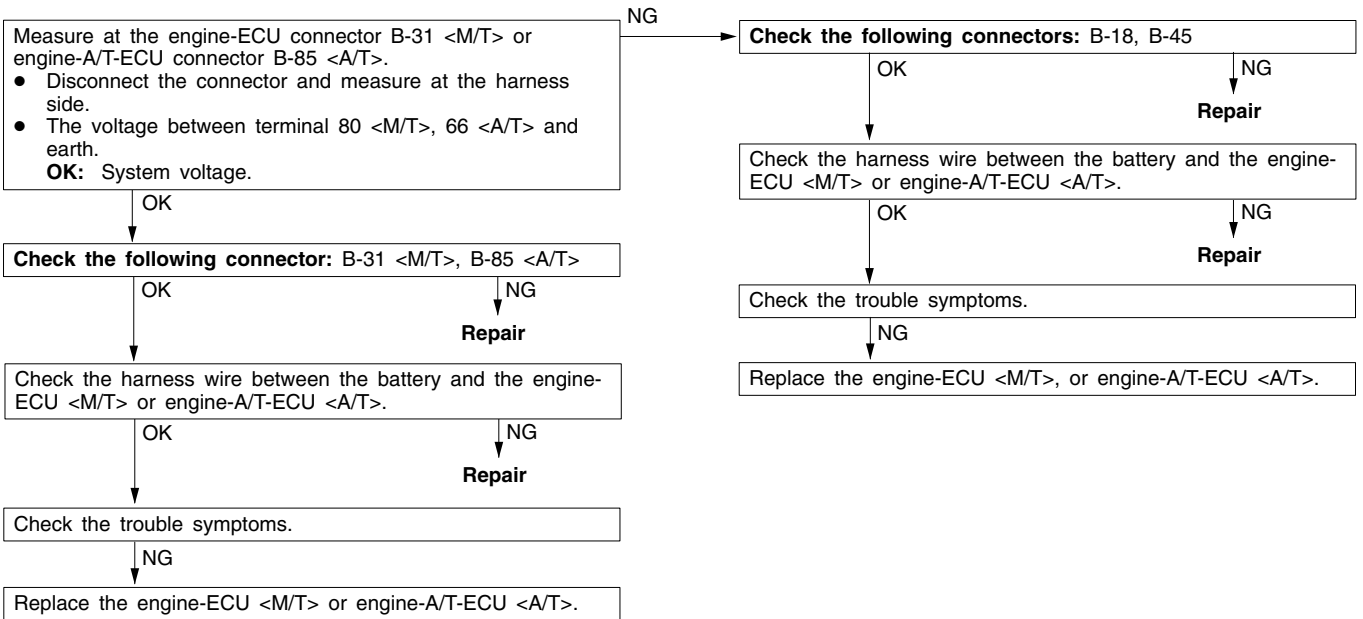 Measure at the engine-ECU connector B-31 <M/T> or
engine-A/T-ECU connector B-85 <A/T>.
● Disconnect the connector and measure at the harness
side.
● The voltage between terminal 80 <M/T>, 66 <A/T> and
earth.
OK: System voltage.
OK
Check the following connector: B-31 <M/T>, B-85 <A/T>
OK
NG
Repair
Check the harness wire between the battery and the engine-
ECU <M/T> or engine-A/T-ECU <A/T>.
OK
NG
Repair
Check the trouble symptoms.
NG
Replace the engine-ECU <M/T> or engine-A/T-ECU <A/T>.
NG
Check the following connectors: B-18, B-45
OK
NG
Repair
Check the harness wire between the battery and the engine-
ECU <M/T> or engine-A/T-ECU <A/T>.
OK
NG
Repair
Check the trouble symptoms.
NG
Replace the engine-ECU <M/T>, or engine-A/T-ECU <A/T>.